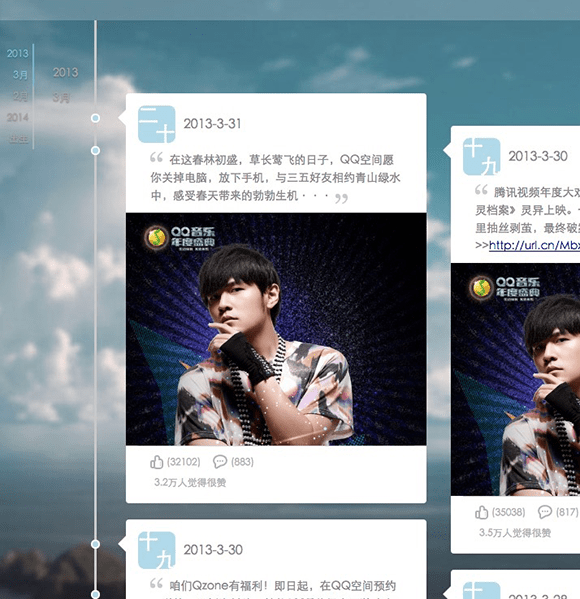 2013
3月
2014
2013
3月
二十
2013-3-31
“ 在这春林初盛，草长莺飞的日子，QQ空间愿
你关掉电脑，放下手机，与三五好友相约青山绿水
中，感受春天带来的勃勃生机···”
QQ音乐
年度盛典
(32102) (883)
3.2万人觉得很赞
十九
2013-3-30
“ 咱们Qzone有福利！即日起，在QQ空间预约
十九
2013-3-30
“ 腾讯视频年度大戏
灵档案》灵异上映。
里抽丝剥茧，最终破
>>http://url.cn/Mbx
QQ音乐
年度盛典
(35038) (817)
3.5万人觉得很赞
十
2013-3-28